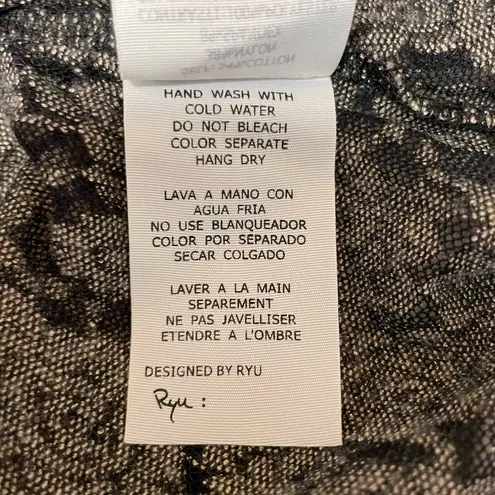 HAND WASH WITH
COLD WATER
DO NOT BLEACH
COLOR SEPARATE
HANG DRY
LAVA A MANO CON
AGUA FRIA
NO USE BLANQUEADOR
COLOR POR SÉPARADO
SECAR COLGADO
LAVER A LA MAIN
SEPAREMENT
NE PAS JAVELLISER
ETENDRE A L'OMBRE
DESIGNED BY RYU
Ryu :